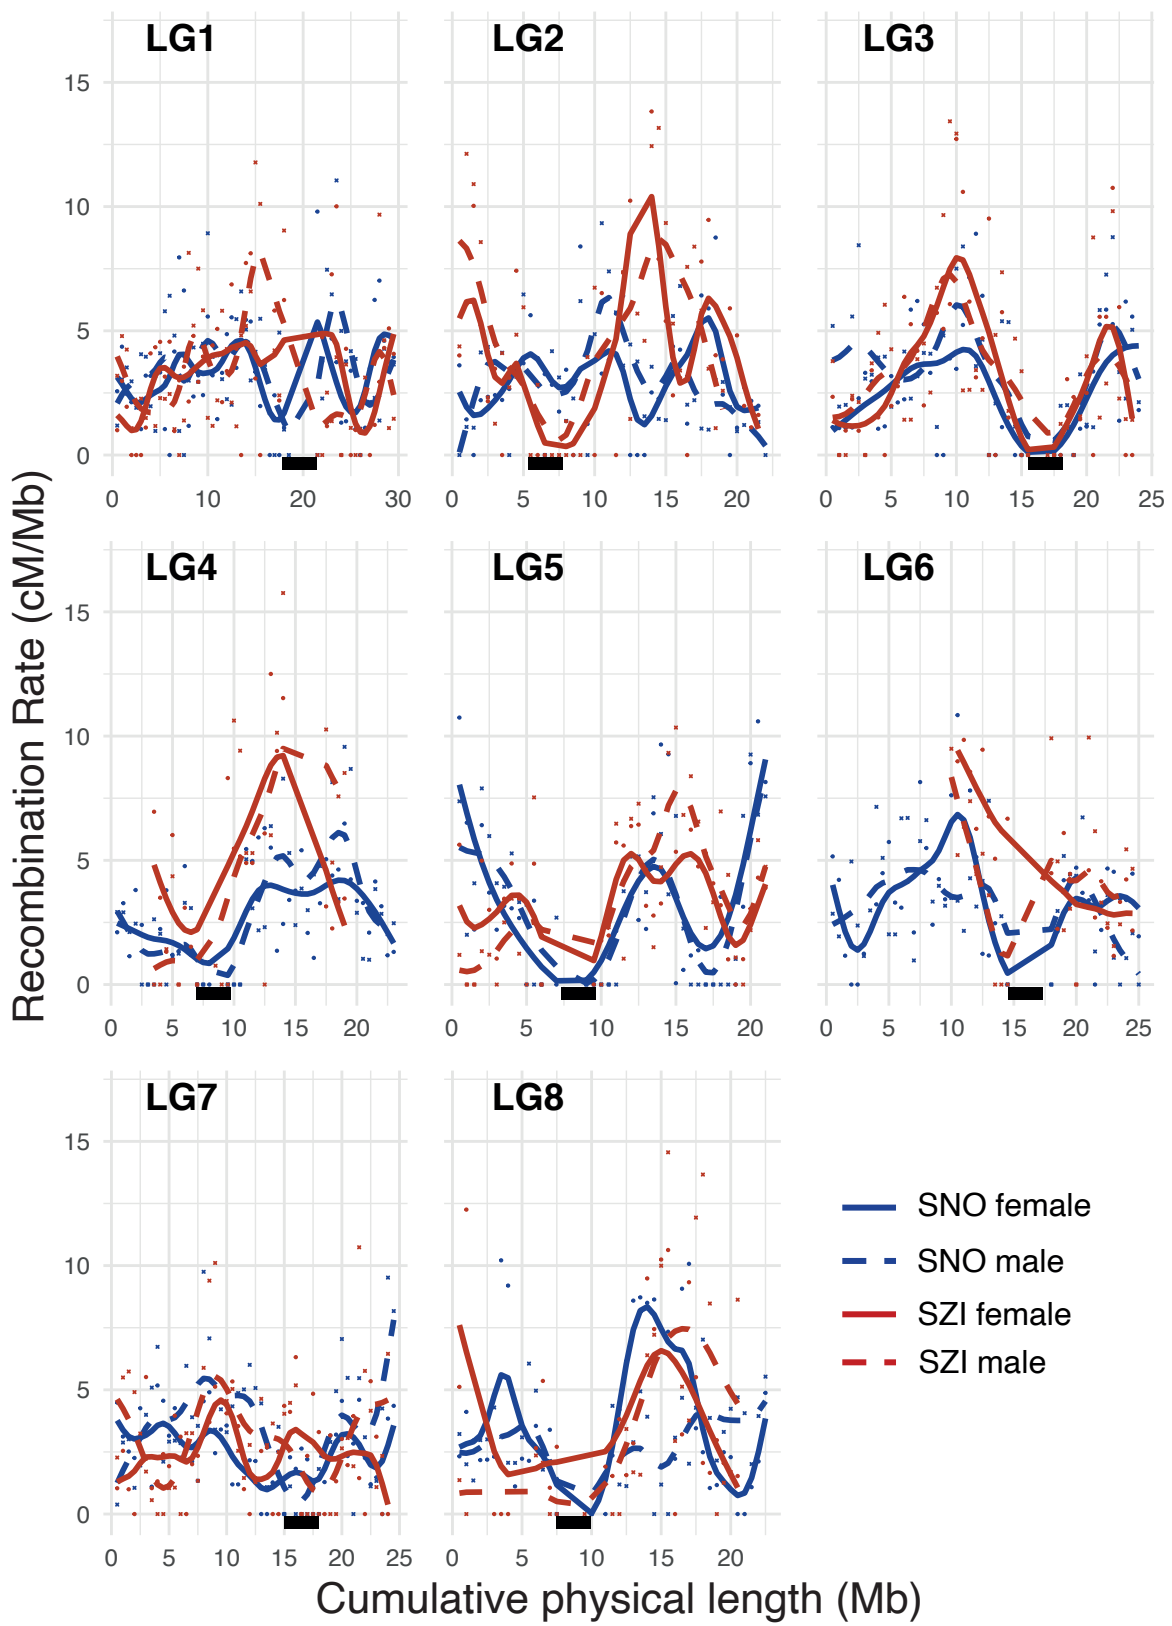 LG1 LG2 LG3
15
10
5
0
0 10 20 30 0 5 10 15 20 0 5 10 15 20 25
LG4 LG5 LG6
15
10
5
0
0 5 10 15 20 0 5 10 15 20 0 5 10 15 20 25
LG7 LG8
15
10
5
0
0 5 10 15 20 25 0 5 10 15 20
SNO female
SNO male
SZI female
SZI male
Recombination Rate (cM/Mb)
Cumulative physical length (Mb)